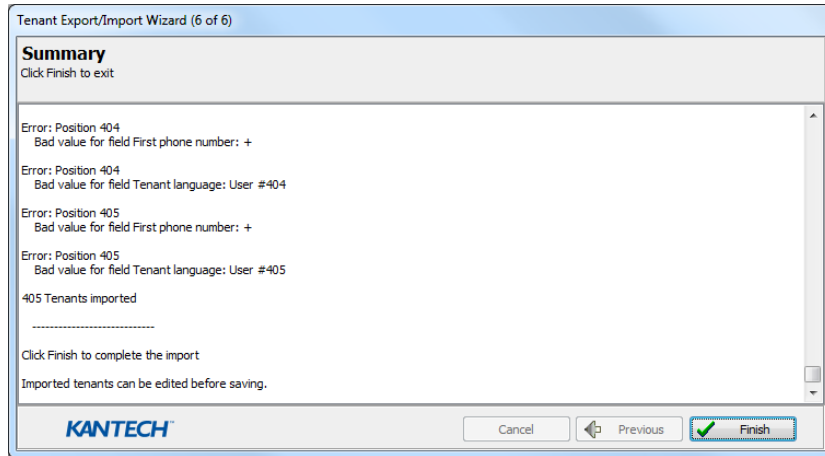 Tenant Export/Import Wizard (6 of 6)
Summary
Click Finish to exit
Error: Position 404
Bad value for field First phone number: +
Error: Position 404
Bad value for field Tenant language: User #404
Error: Position 405
Bad value for field First phone number: +
Error: Position 405
Bad value for field Tenant language: User #405
405 Tenants imported
----------------------------
Click Finish to complete the import
Imported tenants can be edited before saving.
KANTECH™
Cancel
Previous
Finish